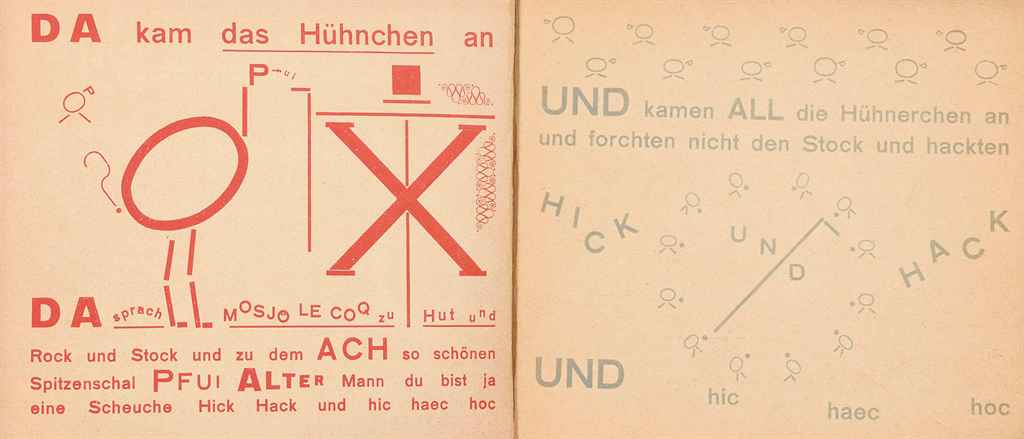 DA kam das Hühnchen an
Pfui
P
X
DA sprach MOSJO LE COQ zu Hut und
Rock und Stock und zu dem ACH so schönen
Spitzenschal PFUI ALTER Mann du bist ja
eine Scheuche Hick Hack und hic haec hoc
UND kamen ALL die Hühnerchen an
und forchten nicht den Stock und hackten
HICK UND HACK
UND hic haec hoc